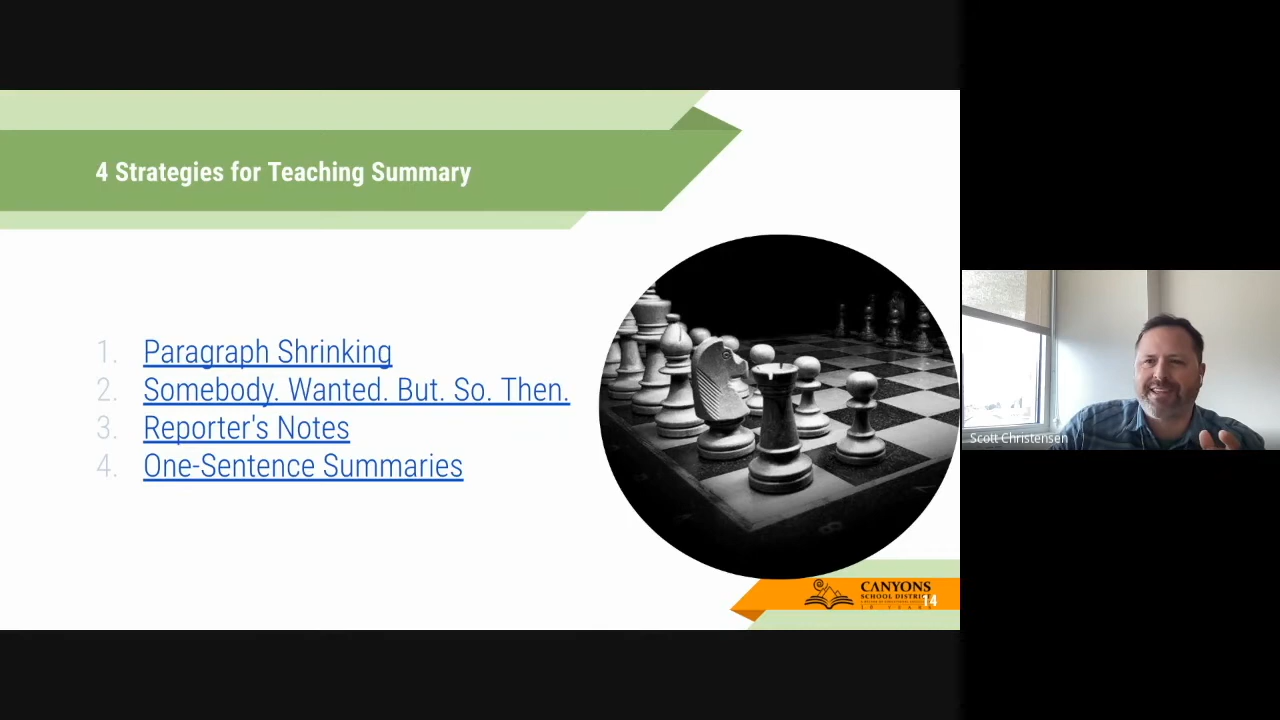 4 Strategies for Teaching Summary
1. Paragraph Shrinking
2. Somebody. Wanted. But. So. Then.
3. Reporter's Notes
4. One-Sentence Summaries
Scott Christensen
CANYONS
SCHOOL DISTRI
14